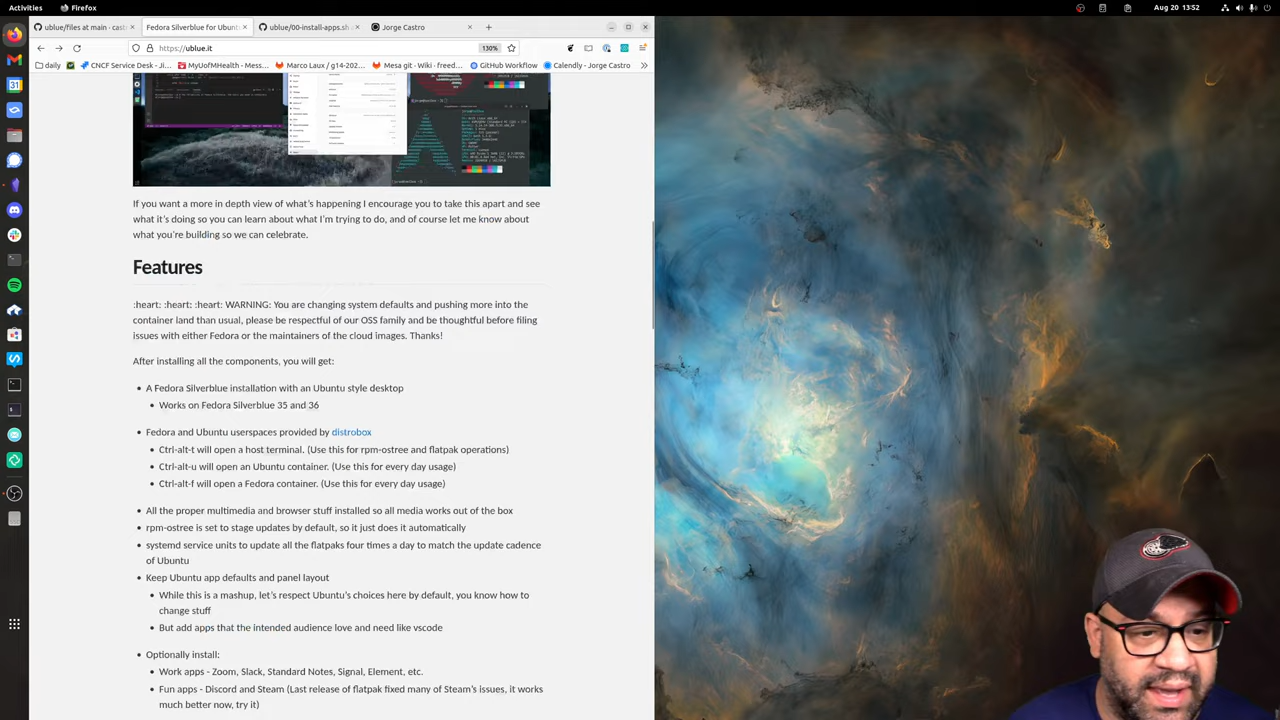 Activities
Firefox
Aug 20 13:52
ublue/files at main · cast
Fedora Silverblue for Ubunt
ublue/00-install-apps.sh
Jorge Castro
https://ublue.it
130%
daily
CNCF Service Desk - Ji...
MyUofMHealth - Mess...
Marco Laux / g14-202...
Mesa git · Wiki · freed...
GitHub Workflow
Calendly - Jorge Castro
If you want a more in depth view of what's happening I encourage you to take this apart and see
what it's doing so you can learn about what I'm trying to do, and of course let me know about
what you're building so we can celebrate.
Features
:heart: :heart: :heart: WARNING: You are changing system defaults and pushing more into the
container land than usual, please be respectful of our OSS family and be thoughtful before filing
issues with either Fedora or the maintainers of the cloud images. Thanks!
After installing all the components, you will get:
• A Fedora Silverblue installation with an Ubuntu style desktop
• Works on Fedora Silverblue 35 and 36
• Fedora and Ubuntu userspaces provided by distrobox
• Ctrl-alt-t will open a host terminal. (Use this for rpm-ostree and flatpak operations)
• Ctrl-alt-u will open an Ubuntu container. (Use this for every day usage)
• Ctrl-alt-f will open a Fedora container. (Use this for every day usage)
• All the proper multimedia and browser stuff installed so all media works out of the box
• rpm-ostree is set to stage updates by default, so it just does it automatically
• systemd service units to update all the flatpaks four times a day to match the update cadence
of Ubuntu
• Keep Ubuntu app defaults and panel layout
• While this is a mashup, let's respect Ubuntu's choices here by default, you know how to
change stuff
• But add apps that the intended audience love and need like vscode
• Optionally install:
• Work apps - Zoom, Slack, Standard Notes, Signal, Element, etc.
• Fun apps - Discord and Steam (Last release of flatpak fixed many of Steam's issues, it works
much better now, try it)